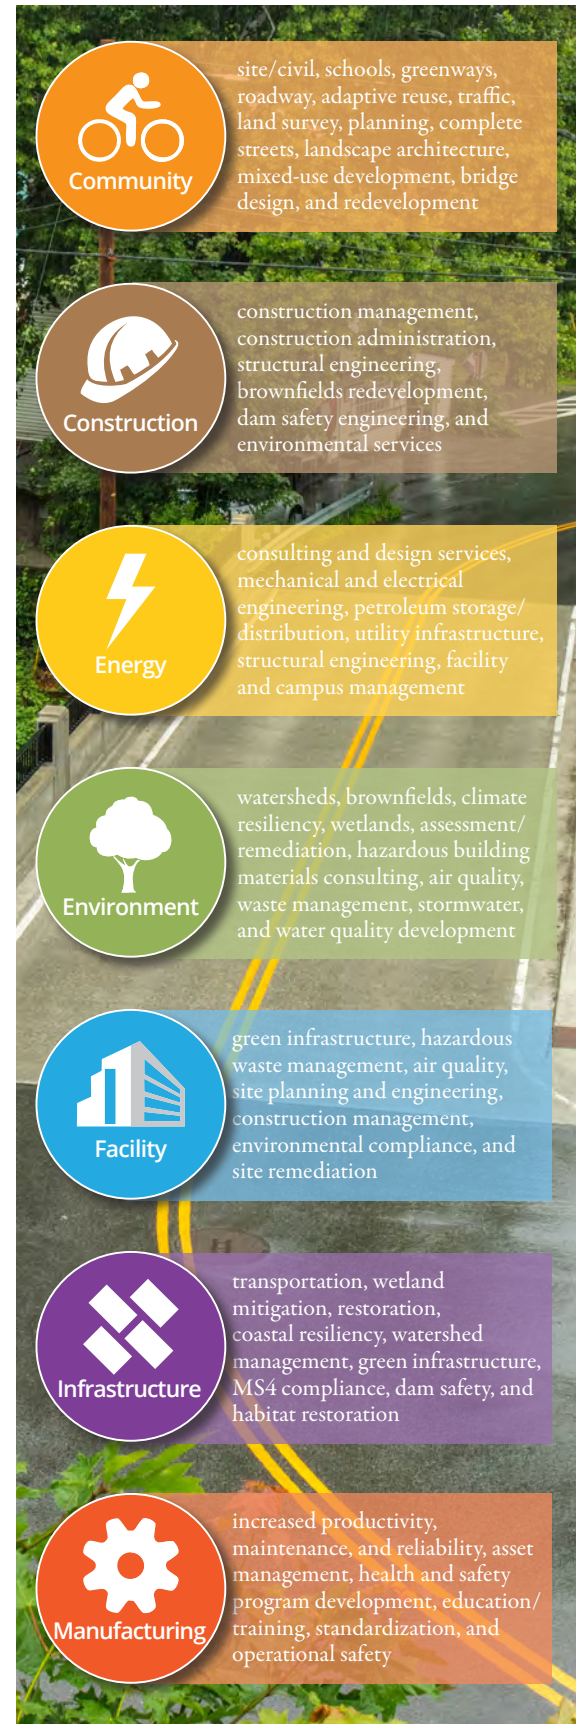 Community
site/civil, schools, greenways,
roadway, adaptive reuse, traffic,
land survey, planning, complete
streets, landscape architecture,
mixed-use development, bridge
design, and redevelopment
Construction
construction management,
construction administration,
structural engineering,
brownfields redevelopment,
dam safety engineering, and
environmental services
Energy
consulting and design services,
mechanical and electrical
engineering, petroleum storage/
distribution, utility infrastructure,
structural engineering, facility
and campus management
Environment
watersheds, brownfields, climate
resiliency, wetlands, assessment/
remediation, hazardous building
materials consulting, air quality,
waste management, stormwater,
and water quality development
Facility
green infrastructure, hazardous
waste management, air quality,
site planning and engineering,
construction management,
environmental compliance, and
site remediation
Infrastructure
transportation, wetland
mitigation, restoration,
coastal resiliency, watershed
management, green infrastructure,
MS4 compliance, dam safety, and
habitat restoration
Manufacturing
increased productivity,
maintenance, and reliability, asset
management, health and safety
program development, education/
training, standardization, and
operational safety